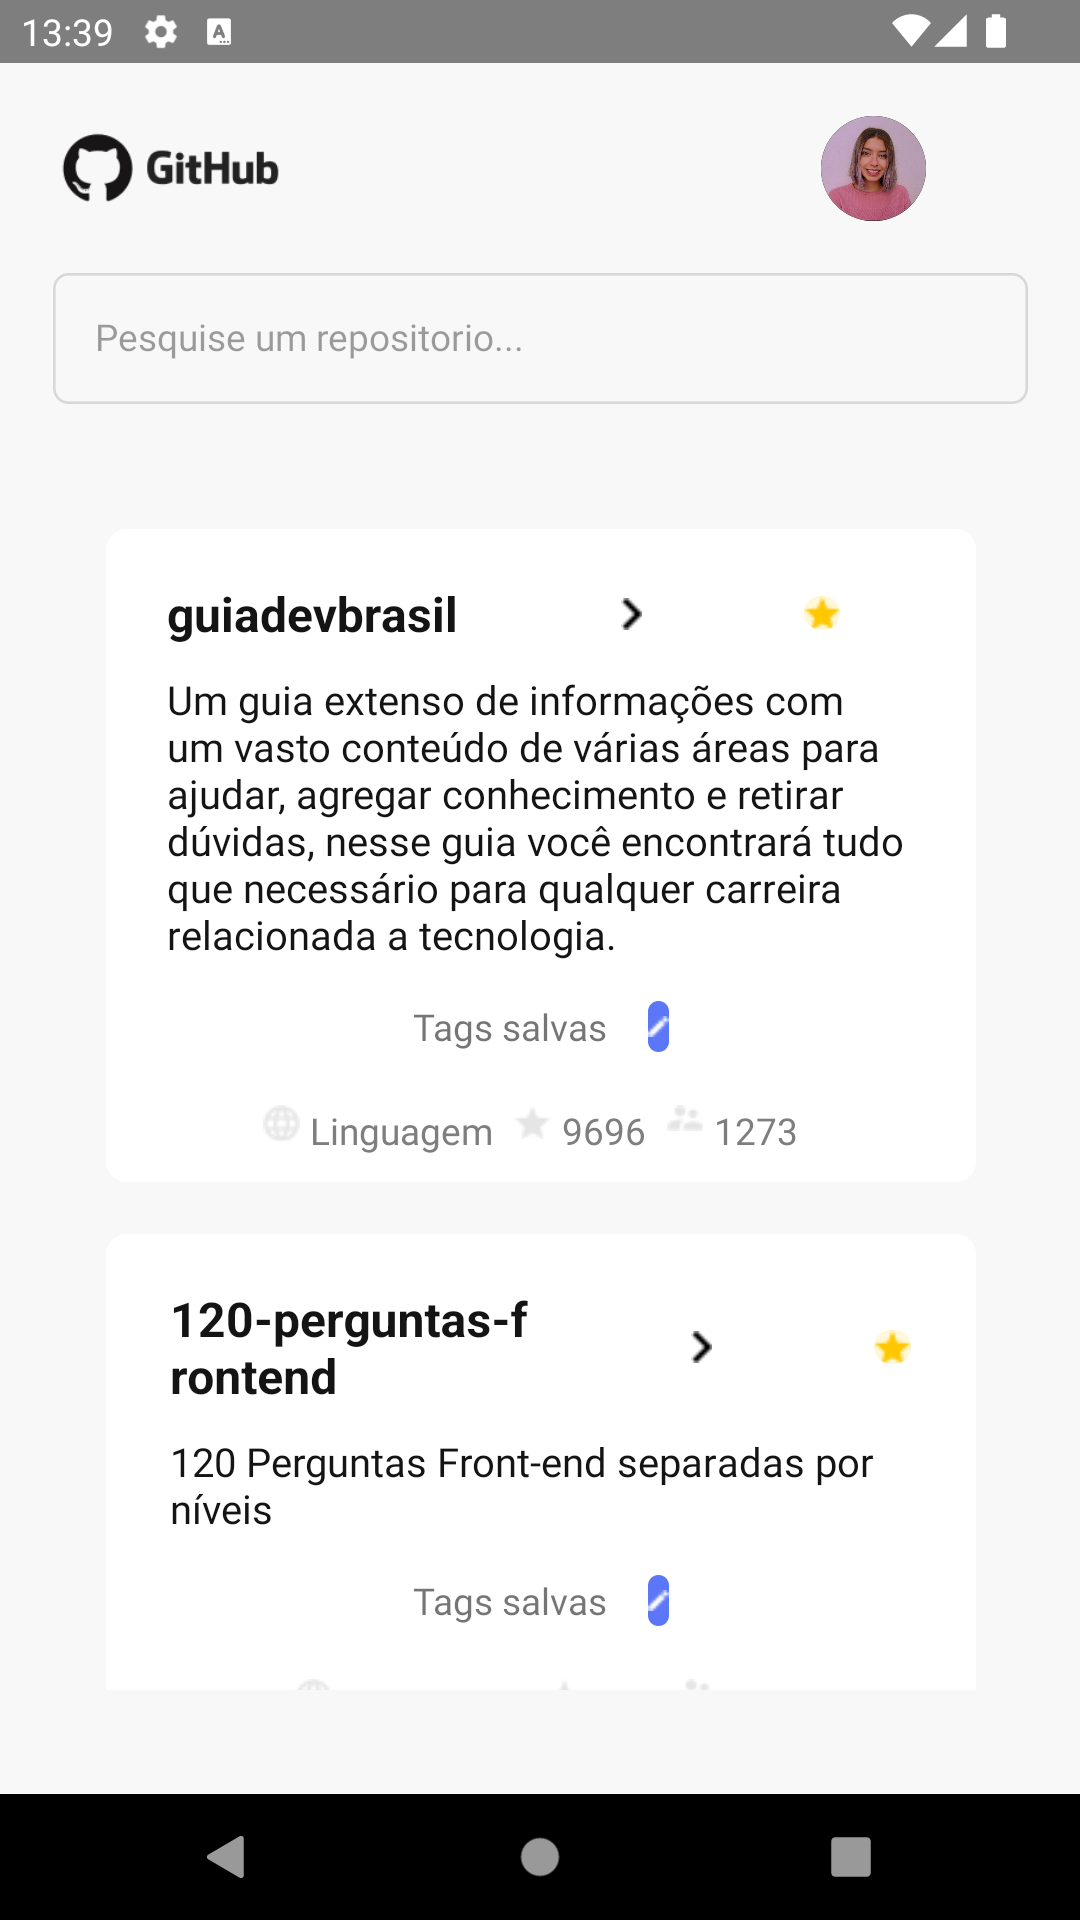 13:39
GitHub
Pesquise um repositorio...
guiadevbrasil
Um guia extenso de informações com
um vasto conteúdo de várias áreas para
ajudar, agregar conhecimento e retirar
dúvidas, nesse guia você encontrará tudo
que necessário para qualquer carreira
relacionada a tecnologia.
Tags salvas
Linguagem 9696 1273
120-perguntas-f
rontend
120 Perguntas Front-end separadas por
níveis
Tags salvas